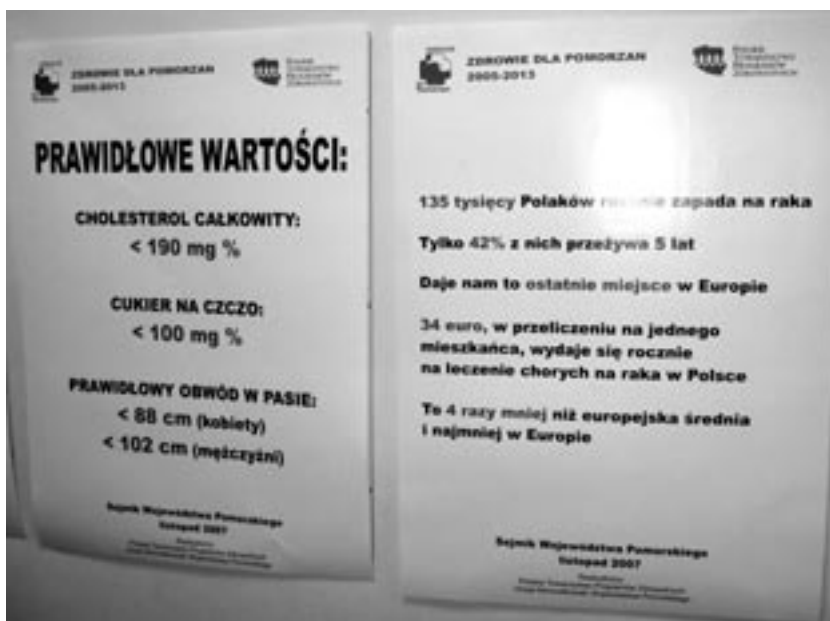 ZDROWIE DLA POMORZAN
2005-2013
PRAWIDŁOWE WARTOŚCI:
CHOLESTEROL CAŁKOWITY:
< 190 mg %
CUKIER NA CZCZO:
< 100 mg %
PRAWIDŁOWY OBWÓD W PASIE:
< 88 cm (kobiety)
< 102 cm (mężczyźni)
Sejmik Województwa Pomorskiego
listopad 2007
ZDROWIE DLA POMORZAN
2005-2013
135 tysięcy Polaków rocznie zapada na raka
Tylko 42% z nich przeżywa 5 lat
Daje nam to ostatnie miejsce w Europie
34 euro, w przeliczeniu na jednego
mieszkańca, wydaje się rocznie
na leczenie chorych na raka w Polsce
To 4 razy mniej niż europejska średnia
i najmniej w Europie
Sejmik Województwa Pomorskiego
listopad 2007